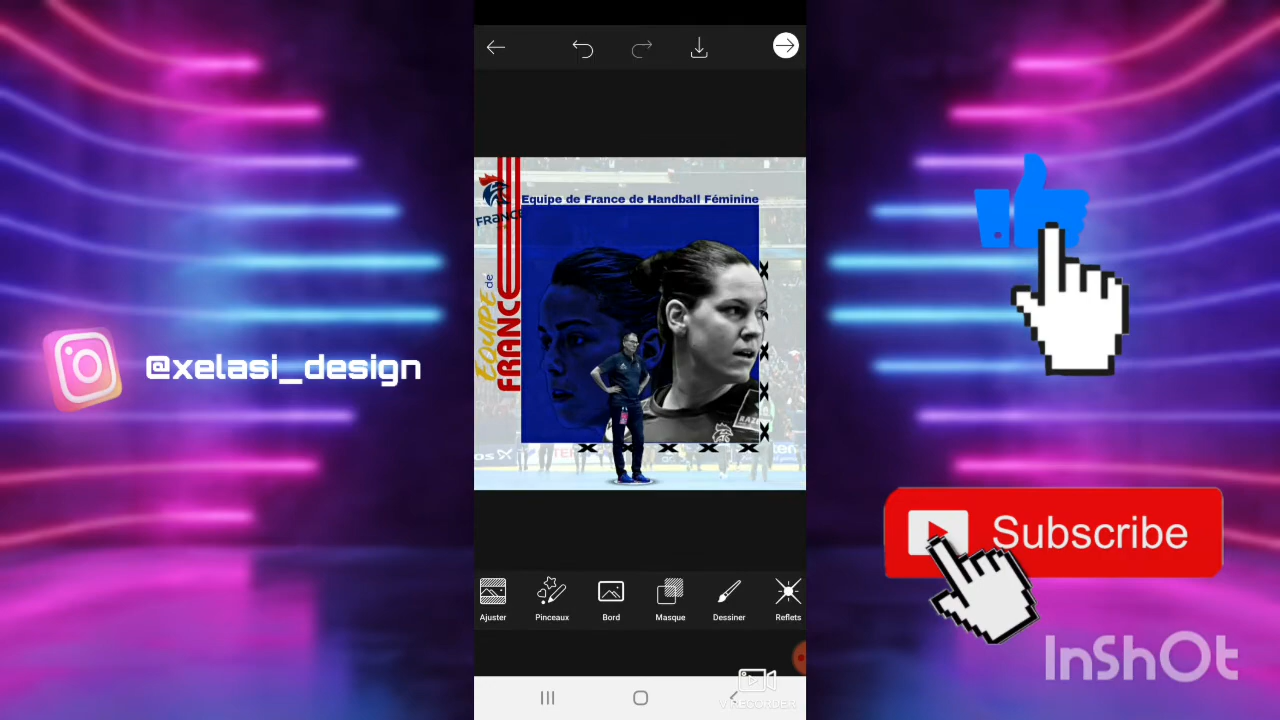 Equipe de France de Handball Féminine
FRANCE
EQUIPE de
FRANCE
@xelasi_design
Subscribe
RAZ
Ajuster
Pinceaux
Bord
Masque
Dessiner
Reflets
InShOt